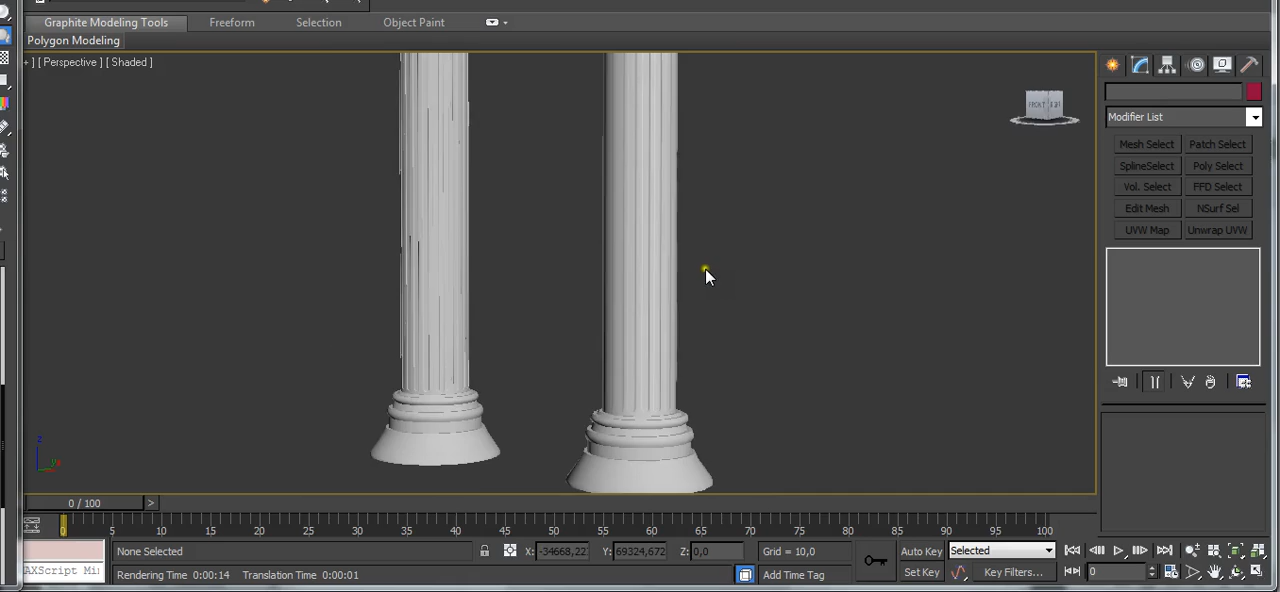 Graphite Modeling Tools Freeform Selection Object Paint
Polygon Modeling
+ ] [ Perspective ] [ Shaded ]
FRONT
Modifier List
Mesh Select Patch Select
SplineSelect Poly Select
Vol. Select FFD Select
Edit Mesh NSurf Sel
UVW Map Unwrap UVW
z
0 / 100 >
0 5 10 15 20 25 30 35 40 45 50 55 60 65 70 75 80 85 90 95 100
None Selected X: -34668,22 Y: 69324,672 Z: 0,0 Grid = 10,0 Auto Key Selected
AXScript Mi Rendering Time 0:00:14 Translation Time 0:00:01 Add Time Tag Set Key Key Filters... 0